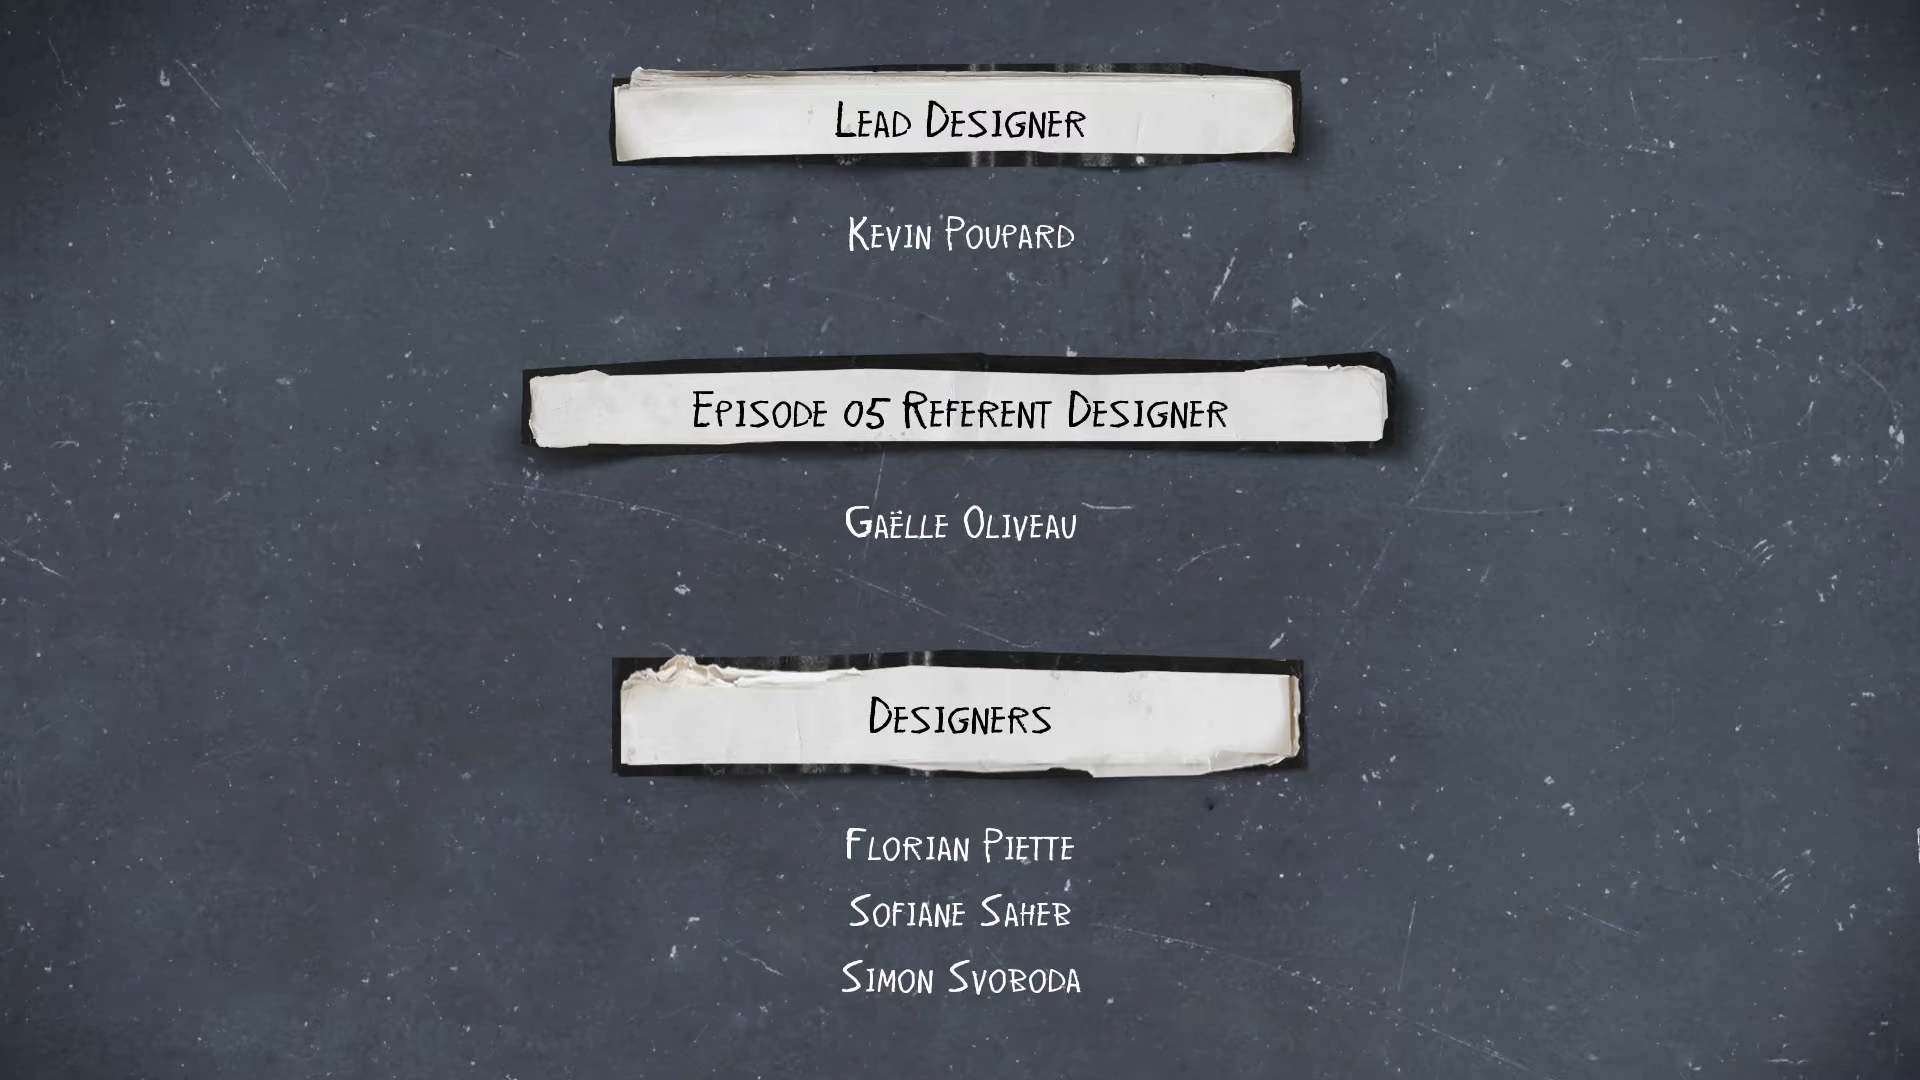 Lead Designer
Kevin Poupard
Episode 05 Referent Designer
Gaëlle Oliveau
Designers
Florian Piette
Sofiane Saheb
Simon Svoboda